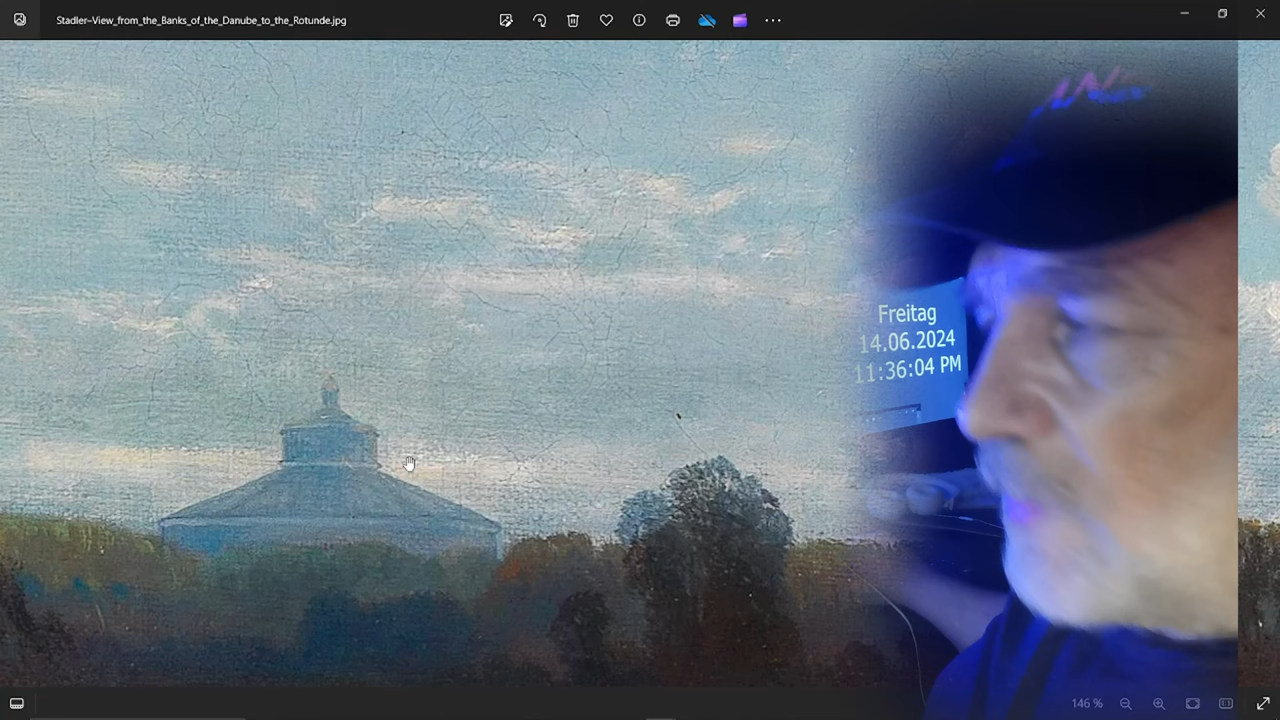 Stadler–View_from_the_Banks_of_the_Danube_to_the_Rotunde.jpg
Freitag
14.06.2024
11:36:04 PM
146 %